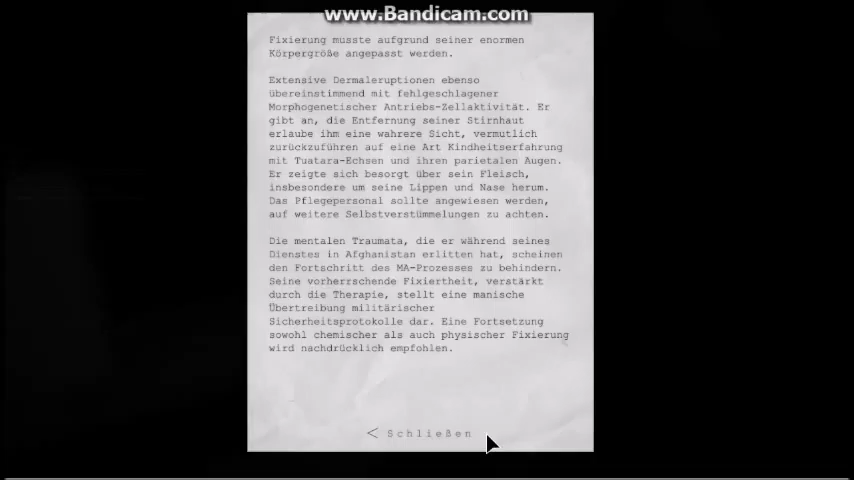 www.Bandicam.com
Fixierung musste aufgrund seiner enormen
Körpergröße angepasst werden.
Extensive Dermaleruptionen ebenso
übereinstimmend mit fehlgeschlagener
Morphogenetischer Antriebs-Zellaktivität. Er
gibt an, die Entfernung seiner Stirnhaut
erlaube ihm eine wahrere Sicht, vermutlich
zurückzuführen auf eine Art Kindheitserfahrung
mit Tuatara-Echsen und ihren parietalen Augen.
Er zeigte sich besorgt über sein Fleisch,
insbesondere um seine Lippen und Nase herum.
Das Pflegepersonal sollte angewiesen werden,
auf weitere Selbstverstümmelungen zu achten.
Die mentalen Traumata, die er während seines
Dienstes in Afghanistan erlitten hat, scheinen
den Fortschritt des MA-Prozesses zu behindern.
Seine vorherrschende Fixiertheit, verstärkt
durch die Therapie, stellt eine manische
Übertreibung militärischer
Sicherheitsprotokolle dar. Eine Fortsetzung
sowohl chemischer als auch physischer Fixierung
wird nachdrücklich empfohlen.
< Schließen